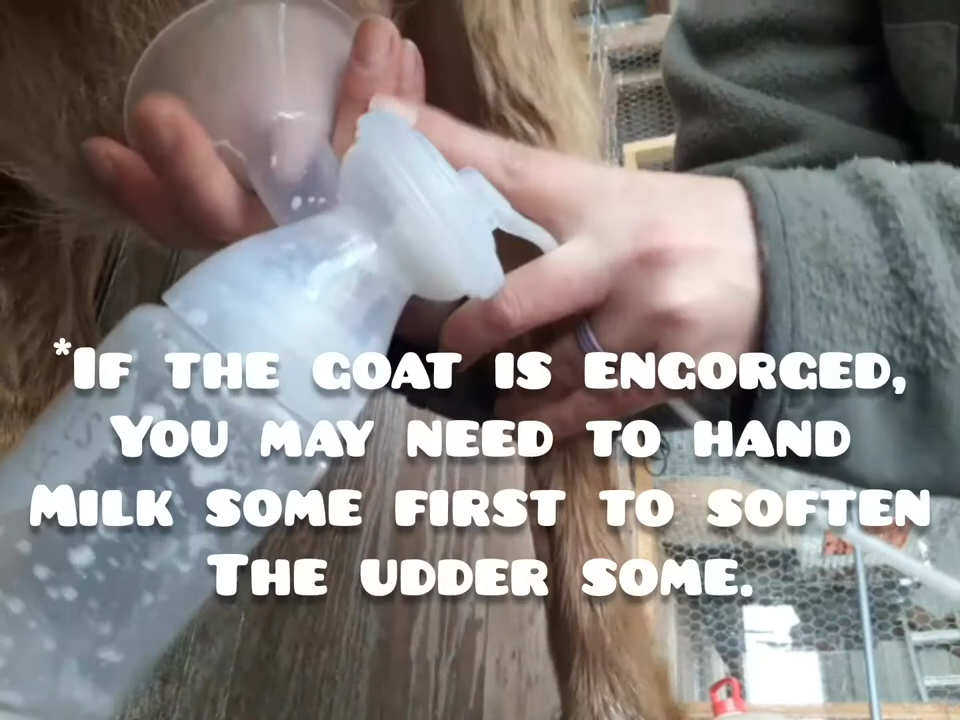 *If the goat is engorged,
You may need to hand
Milk some first to soften
The udder some.